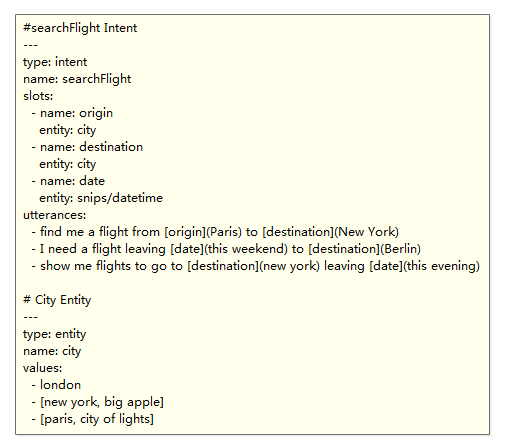 #searchFlight Intent
---
type: intent
name: searchFlight
slots:
- name: origin
entity: city
- name: destination
entity: city
- name: date
entity: snips/datetime
utterances:
- find me a flight from [origin](Paris) to [destination](New York)
- I need a flight leaving [date](this weekend) to [destination](Berlin)
- show me flights to go to [destination](new york) leaving [date](this evening)
# City Entity
---
type: entity
name: city
values:
- london
- [new york, big apple]
- [paris, city of lights]